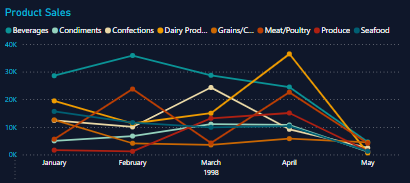 Product Sales
Beverages Condiments Confections Dairy Prod... Grains/C... Meat/Poultry Produce Seafood
40K
30K
20K
10K
0K
January February March April May
1998